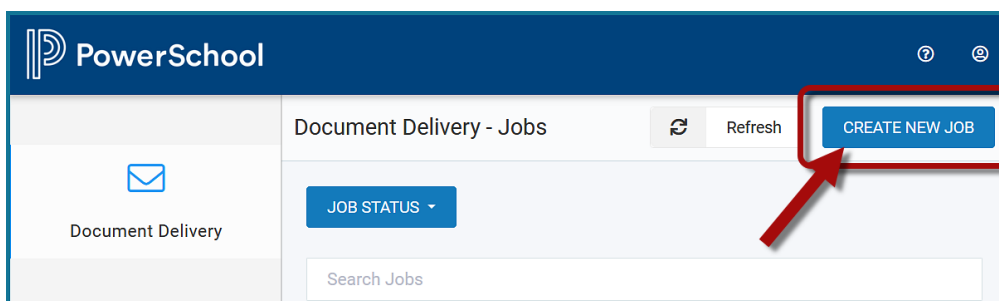 PowerSchool
Document Delivery - Jobs
Refresh
CREATE NEW JOB
Document Delivery
JOB STATUS
Search Jobs